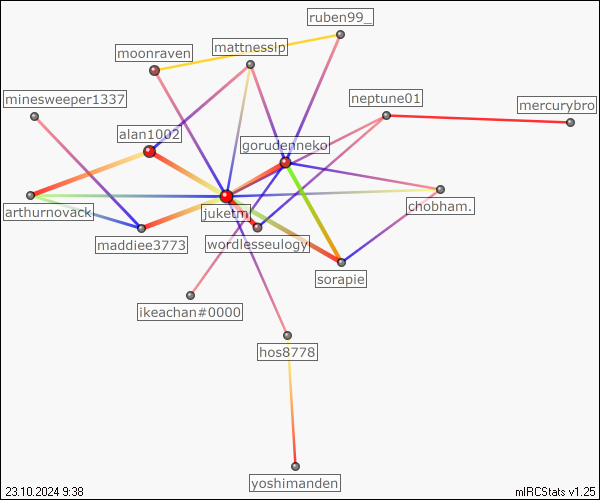 ruben99_
moonraven
mattnesslp
minesweeper1337
neptune01
mercurybro
alan1002
gorudenneko
arthurnovack
juketm
chobham.
maddiee3773
wordlesseulogy
sorapie
ikeachan#0000
hos8778
yoshimanden
23.10.2024 9:38
mIRCStats v1.25